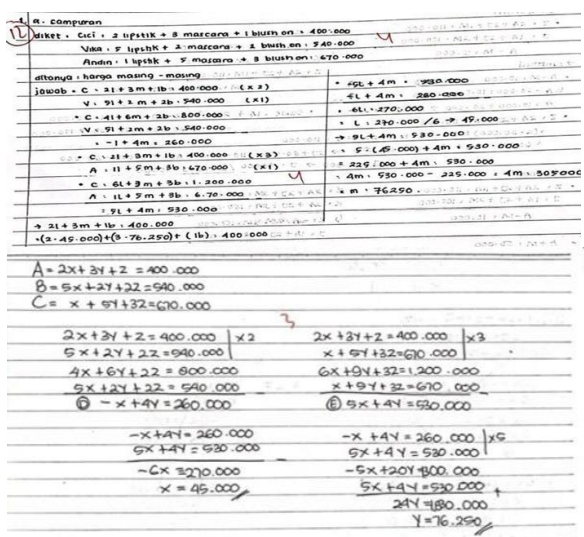 a. campuran
12
diket. Cici : 2 lipstik + 3 mascara + 1 blush on : 400.000
Vika : 5 lipstik + 2 mascara + 2 blush on : 540.000
Andin : 1 lipstik + 5 mascara + 3 blush on : 670.000
4
ditanya : harga masing-masing
jawab • C : 2l + 3m + 1b : 400.000 (x2)
V : 5l + 2m + 2b : 540.000 (x1)
• C : 4l + 6m + 2b : 800.000
V : 5l + 2m + 2b : 540.000
= -1 + 4m : 260.000
• C : 2l + 3m + 1b : 400.000 (x3)
A : 1l + 5m + 3b : 670.000 (x1)
4
• C : 6l + 9m + 3b : 1.200.000
A : 1l + 5m + 3b : 6.70.000
: 5l + 4m : 530.000
→ 2l + 3m + 1b : 400.000
=(2.45.000)+(3.76.250)+(1b) : 400.000
6l : 270.000
L : 270.000 /6 → 45.000
→ 5L + 4m : 530.000
: 5.(45.000) + 4m : 530.000
= 225.000 + 4m : 530.000
: 4m : 530.000 - 225.000 : 4m : 305000
m : 76250
A = 2x + 3y + z = 400.000
B = 5x + 2y + 2z = 540.000
C = x + 5y + 3z = 670.000
3
2x + 3y + z = 400.000 | x2
5x + 2y + 2z = 540.000
4x + 6y + 2z = 800.000
5x + 2y + 2z = 540.000
D -x + 4y = 260.000
2x + 3y + z = 400.000 | x3
x + 5y + 3z = 670.000
6x + 9y + 3z = 1.200.000
x + 9y + 3z = 670.000
E 5x + 4y = 530.000
-x + 4y = 260.000
5x + 4y = 530.000
-6x = 270.000
x = 45.000
-x + 4y = 260.000 | x5
5x + 4y = 530.000
-5x + 20y = 1300.000
5x + 4y = 530.000 +
24y = 1830.000
y = 76.250